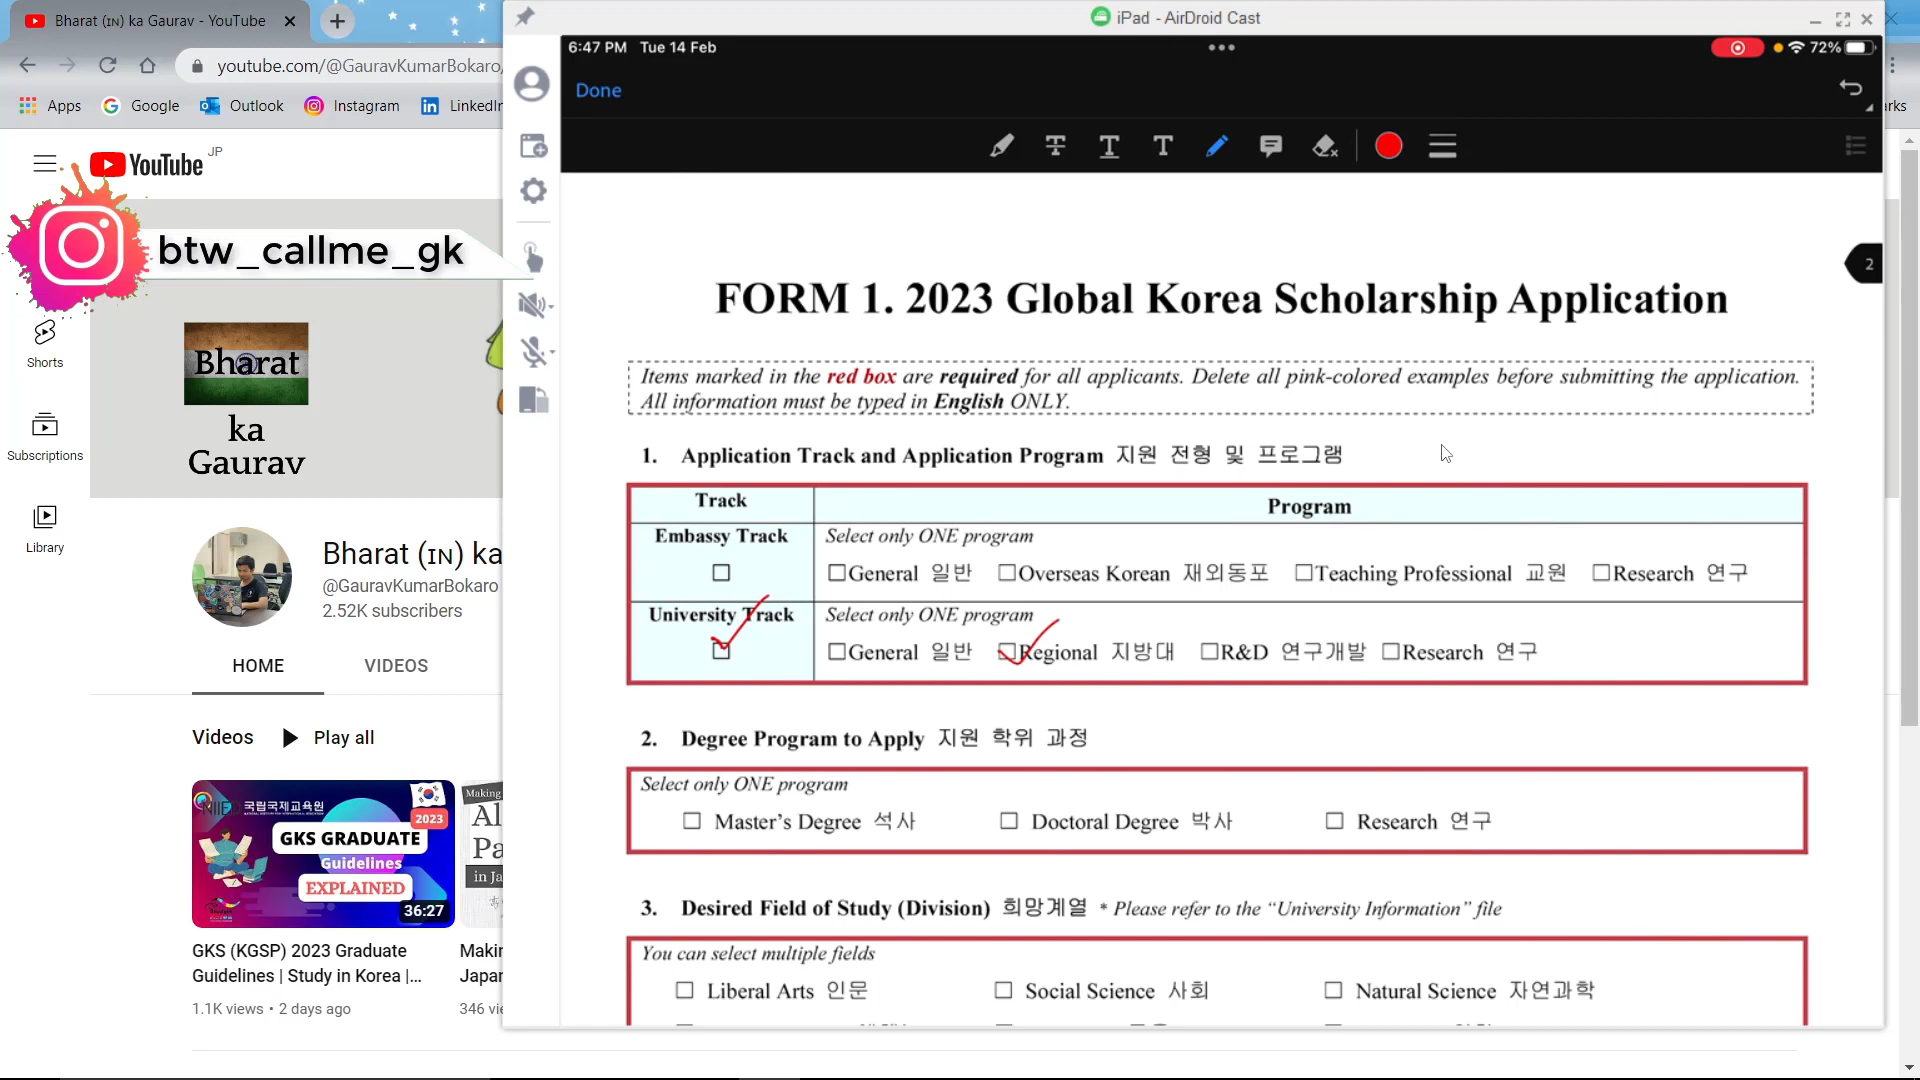 Bharat (IN) ka Gaurav - YouTube
iPad - AirDroid Cast
youtube.com/@GauravKumarBokaro
Apps
Google
Outlook
Instagram
6:47 PM Tue 14 Feb
72%
Done
YouTube JP
btw_callme_gk
Shorts
Subscriptions
Library
Bharat
ka
Gaurav
Bharat (IN) ka
@GauravKumarBokaro
2.52K subscribers
HOME
VIDEOS
Videos
Play all
국립국제교육원
2023
GKS GRADUATE
Guidelines
EXPLAINED
36:27
Making
in Ja
GKS (KGSP) 2023 Graduate
Guidelines | Study in Korea |...
1.1K views • 2 days ago
2
FORM 1. 2023 Global Korea Scholarship Application
Items marked in the red box are required for all applicants. Delete all pink-colored examples before submitting the application.
All information must be typed in English ONLY.
1. Application Track and Application Program 지원 전형 및 프로그램
Track
Program
Embassy Track
Select only ONE program
□General 일반 □Overseas Korean 재외동포 □Teaching Professional 교원 □Research 연구
University Track
Select only ONE program
□General 일반 □Regional 지방대 □R&D 연구개발 □Research 연구
2. Degree Program to Apply 지원 학위 과정
Select only ONE program
□ Master's Degree 석사 □ Doctoral Degree 박사 □ Research 연구
3. Desired Field of Study (Division) 희망계열 * Please refer to the “University Information” file
You can select multiple fields
□ Liberal Arts 인문 □ Social Science 사회 □ Natural Science 자연과학